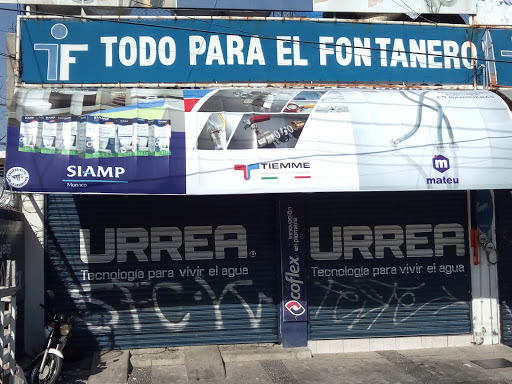 TF TODO PARA EL FONTANERO
SIAMP
Monaco
TIEMME
mateu
URREA
Tecnología para vivir el agua
coflex innovación
en plomería
URREA
Tecnología para vivir el agua